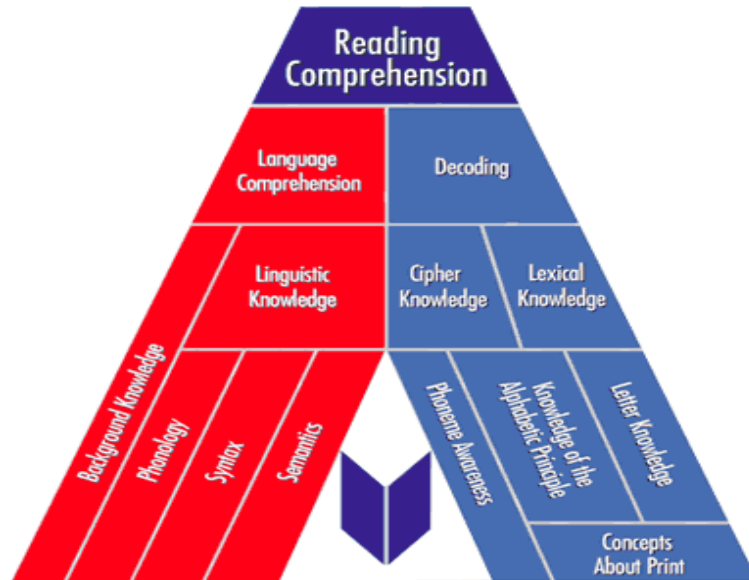 Reading
Comprehension
Language
Comprehension
Decoding
Linguistic
Knowledge
Cipher
Knowledge
Lexical
Knowledge
Background Knowledge
Phonology
Syntax
Semantics
Phoneme Awareness
Knowledge of the
Alphabetic Principle
Letter Knowledge
Concepts
About Print